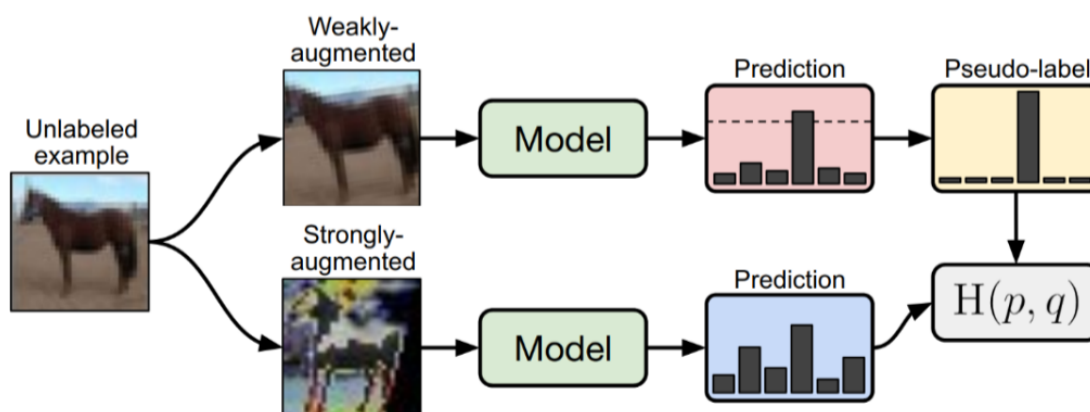 Unlabeled
example
Weakly-
augmented
Model
Prediction
Pseudo-label
Strongly-
augmented
Model
Prediction
H(p, q)